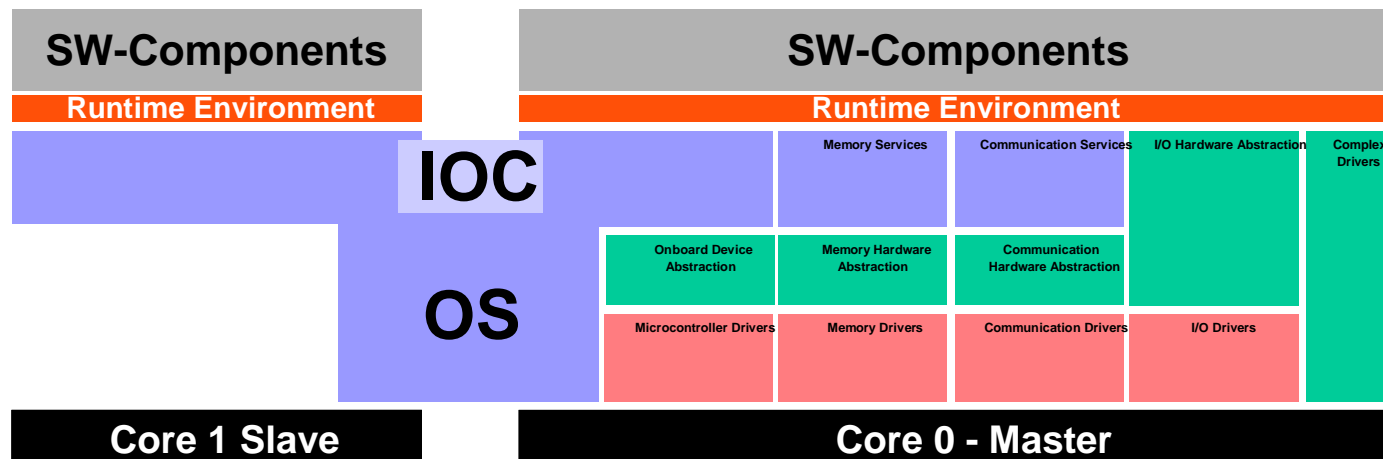 SW-Components
SW-Components
Runtime Environment
Runtime Environment
IOC
Memory Services
Communication Services
I/O Hardware Abstraction
Complex
Drivers
Onboard Device
Abstraction
Memory Hardware
Abstraction
Communication
Hardware Abstraction
OS
Microcontroller Drivers
Memory Drivers
Communication Drivers
I/O Drivers
Core 1 Slave
Core 0 - Master